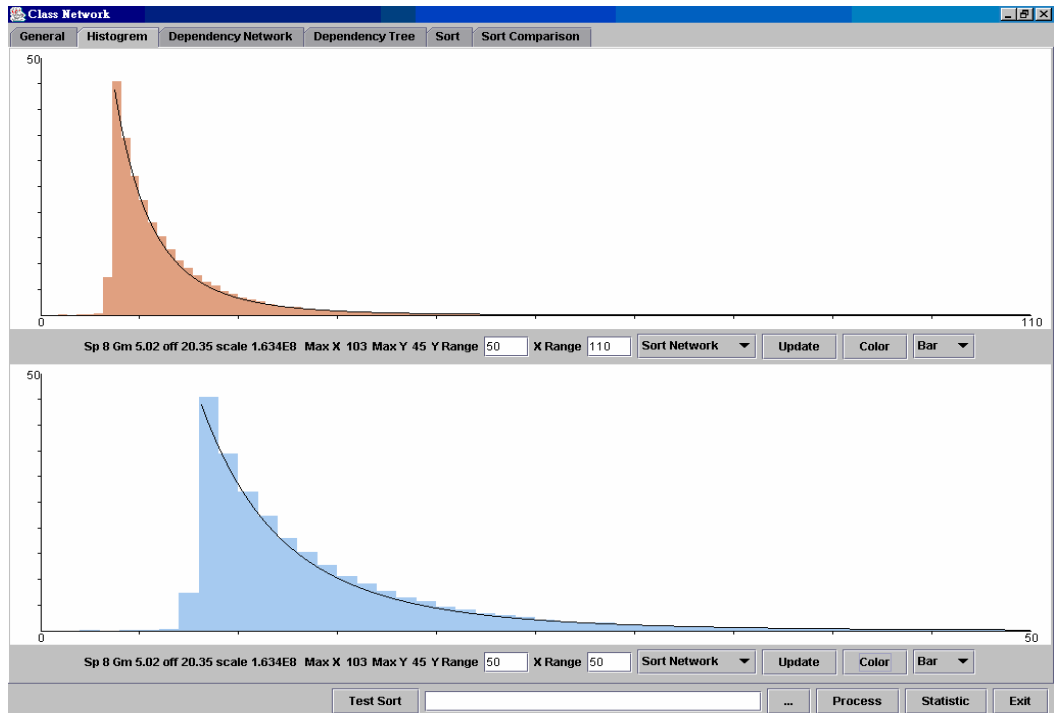 Class Network
General Histogrem Dependency Network Dependency Tree Sort Sort Comparison
50
0 110
Sp 8 Gm 5.02 off 20.35 scale 1.634E8 Max X 103 Max Y 45 Y Range 50 X Range 110 Sort Network Update Color Bar
50
0 50
Sp 8 Gm 5.02 off 20.35 scale 1.634E8 Max X 103 Max Y 45 Y Range 50 X Range 50 Sort Network Update Color Bar
Test Sort ... Process Statistic Exit